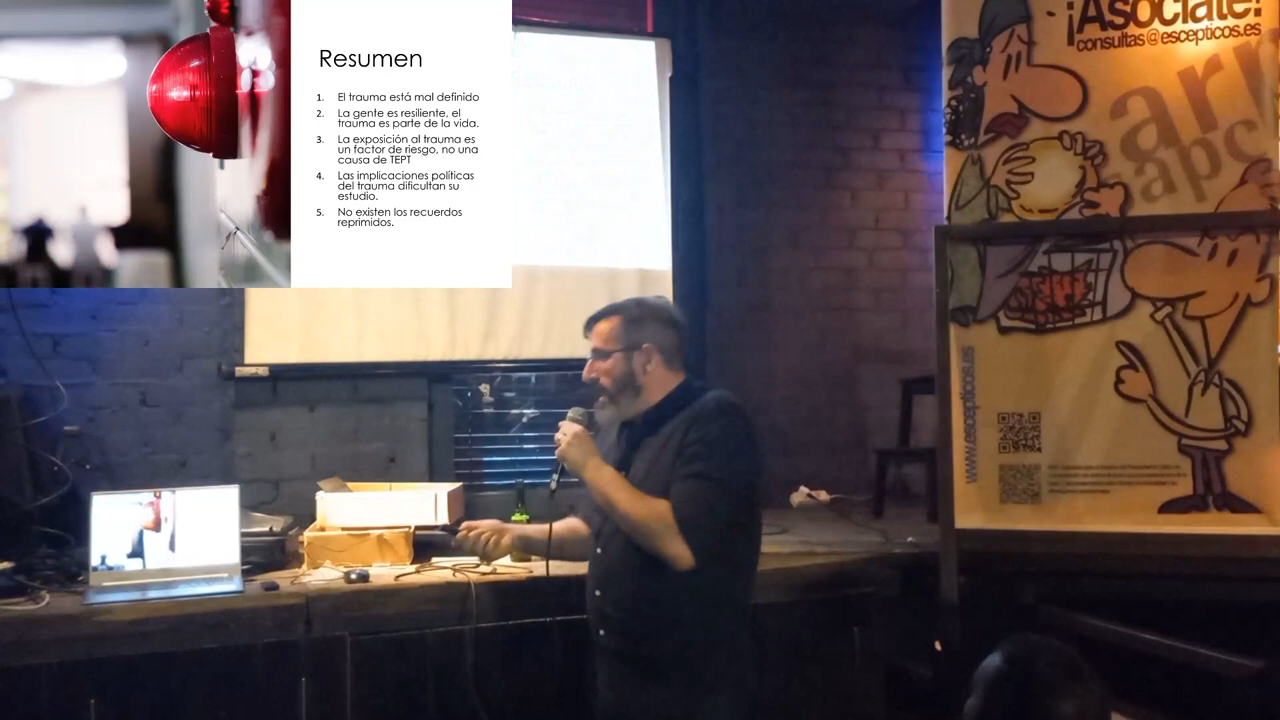 Resumen
1. El trauma está mal definido
2. La gente es resiliente, el
trauma es parte de la vida.
3. La exposición al trauma es
un factor de riesgo, no una
causa de TEPT
4. Las implicaciones políticas
del trauma dificultan su
estudio.
5. No existen los recuerdos
reprimidos.
¡Asóciate!
consultas@escepticos.es
arp
sapc
www.escepticos.es